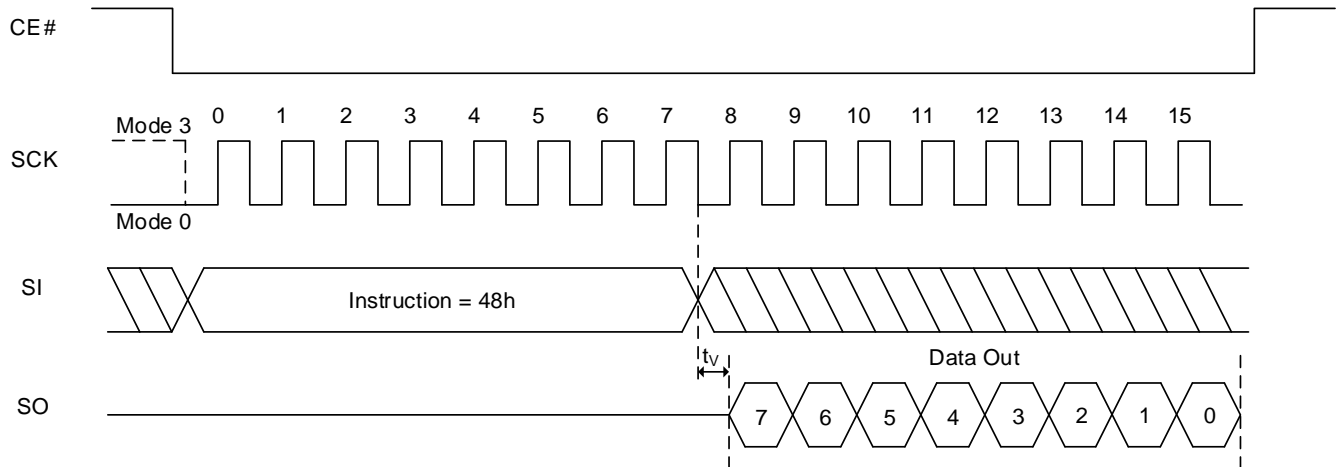 CE#
0 1 2 3 4 5 6 7 8 9 10 11 12 13 14 15
Mode 3
SCK
Mode 0
SI
Instruction = 48h
tV
Data Out
SO
7 6 5 4 3 2 1 0